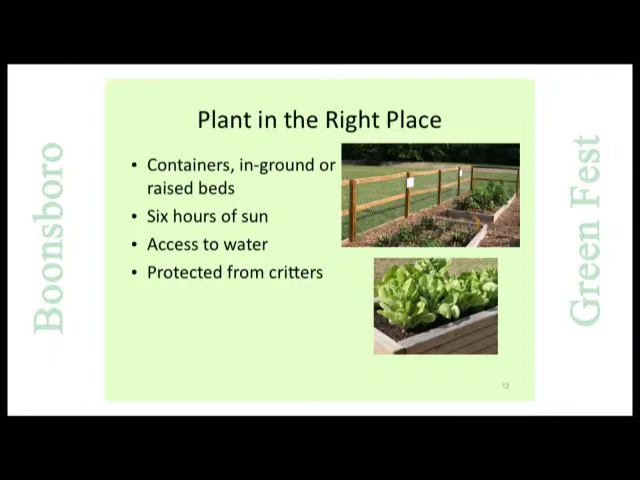 Boonsboro
Plant in the Right Place
• Containers, in-ground or
raised beds
• Six hours of sun
• Access to water
• Protected from critters
Green Fest